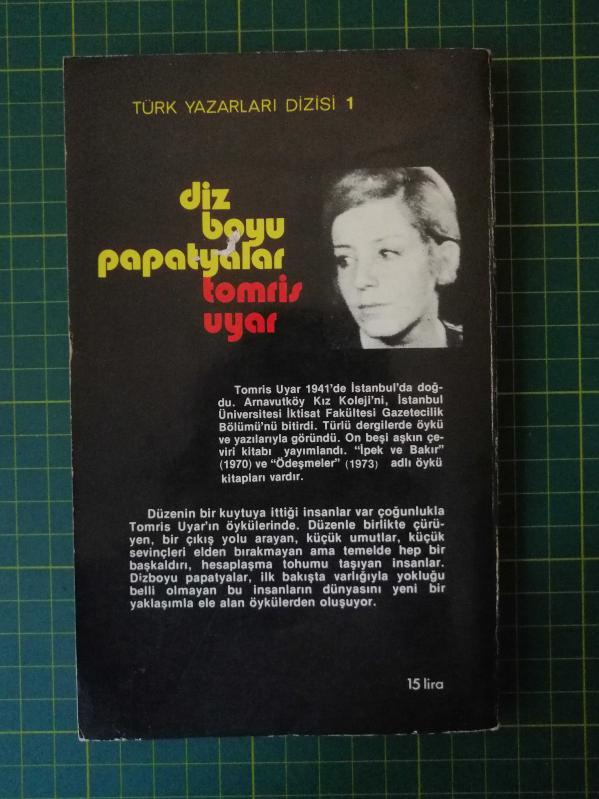 TÜRK YAZARLARI DİZİSİ 1
diz
boyu
papatyalar
tomris
uyar
Tomris Uyar 1941'de İstanbul'da doğ-
du. Arnavutköy Kız Koleji'ni, İstanbul
Üniversitesi İktisat Fakültesi Gazetecilik
Bölümü'nü bitirdi. Türlü dergilerde öykü
ve yazılarıyla göründü. On beşi aşkın çe-
viri kitabı yayımlandı. "İpek ve Bakır"
(1970) ve "Ödeşmeler" (1973) adlı öykü
kitapları vardır.
Düzenin bir kuytuya ittiği insanlar var çoğunlukla
Tomris Uyar'ın öykülerinde. Düzenle birlikte çürü-
yen, bir çıkış yolu arayan, küçük umutlar, küçük
sevinçleri elden bırakmayan ama temelde hep bir
başkaldırı, hesaplaşma tohumu taşıyan insanlar.
Dizboyu papatyalar, ilk bakışta varlığıyla yokluğu
belli olmayan bu insanların dünyasını yeni bir
yaklaşımla ele alan öykülerden oluşuyor.
15 lira